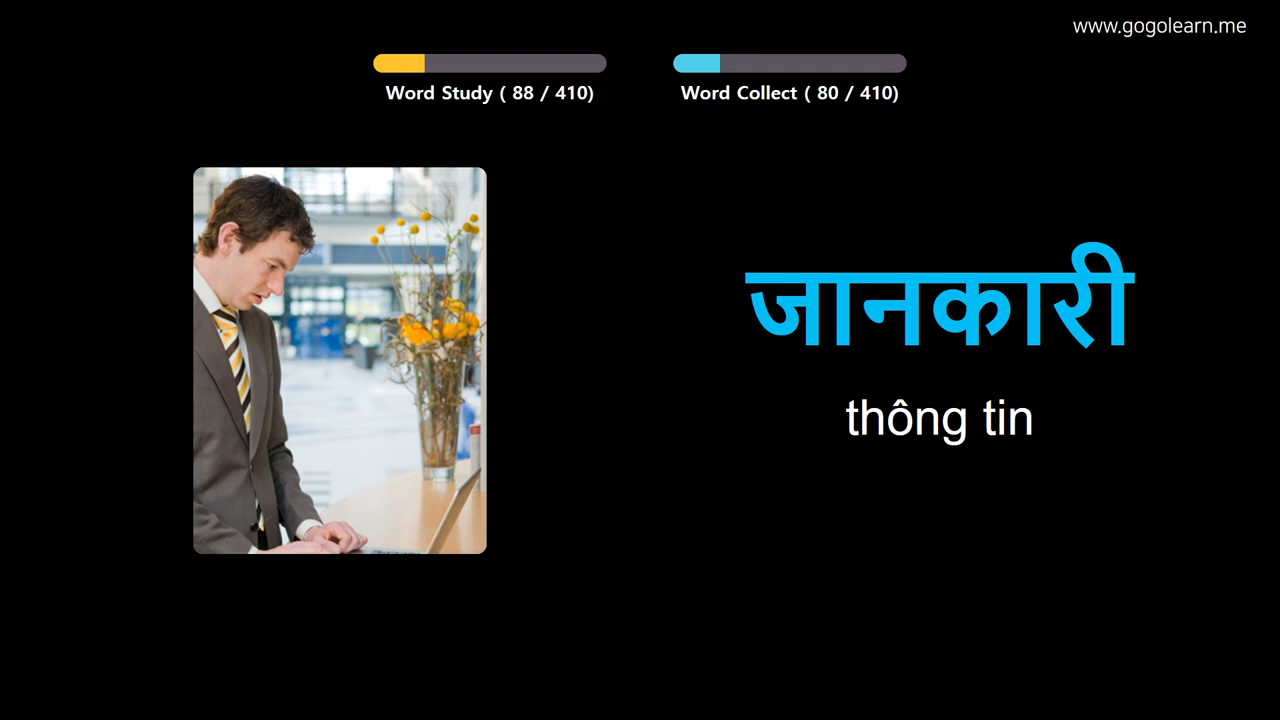 www.gogolearn.me
Word Study ( 88 / 410)
Word Collect ( 80 / 410)
जानकारी
thông tin